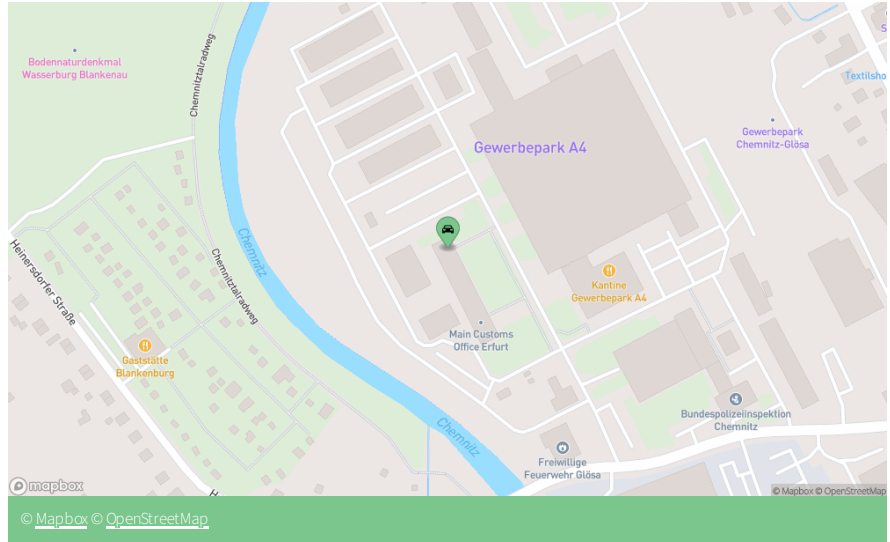 Bodennaturdenkmal
Wasserburg Blankenau
Chemnitztalradweg
Gewerbepark A4
Textilsho
Gewerbepark
Chemnitz-Glösa
Chemnitz
Heinersdorfer Straße
Chemnitztalradweg
Kantine
Gewerbepark A4
Main Customs
Office Erfurt
Gaststätte
Blankenburg
Bundespolizeiinspektion
Chemnitz
Chemnitz
Freiwillige
Feuerwehr Glösa
mapbox
© Mapbox © OpenStreetMap
© Mapbox © OpenStreetMap